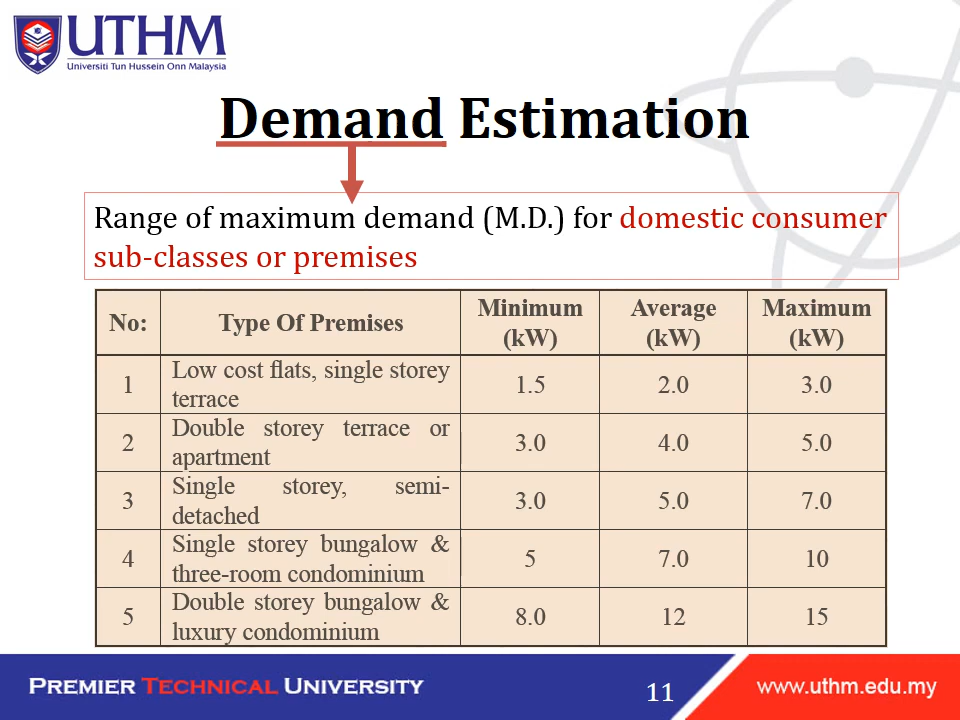 UTHM
Universiti Tun Hussein Onn Malaysia
Demand Estimation
Range of maximum demand (M.D.) for domestic consumer
sub-classes or premises
No: Type Of Premises Minimum (kW) Average (kW) Maximum (kW)
1 Low cost flats, single storey terrace 1.5 2.0 3.0
2 Double storey terrace or apartment 3.0 4.0 5.0
3 Single storey, semi-detached 3.0 5.0 7.0
4 Single storey bungalow & three-room condominium 5 7.0 10
5 Double storey bungalow & luxury condominium 8.0 12 15
PREMIER TECHNICAL UNIVERSITY
11
www.uthm.edu.my